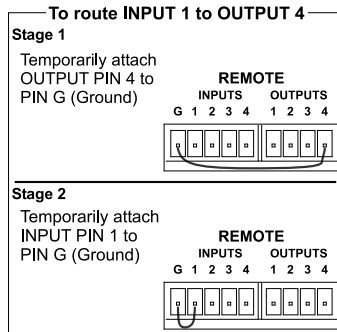 To route INPUT 1 to OUTPUT 4
Stage 1
Temporarily attach
OUTPUT PIN 4 to
PIN G (Ground)
REMOTE
INPUTS OUTPUTS
G 1 2 3 4 1 2 3 4
Stage 2
Temporarily attach
INPUT PIN 1 to
PIN G (Ground)
REMOTE
INPUTS OUTPUTS
G 1 2 3 4 1 2 3 4